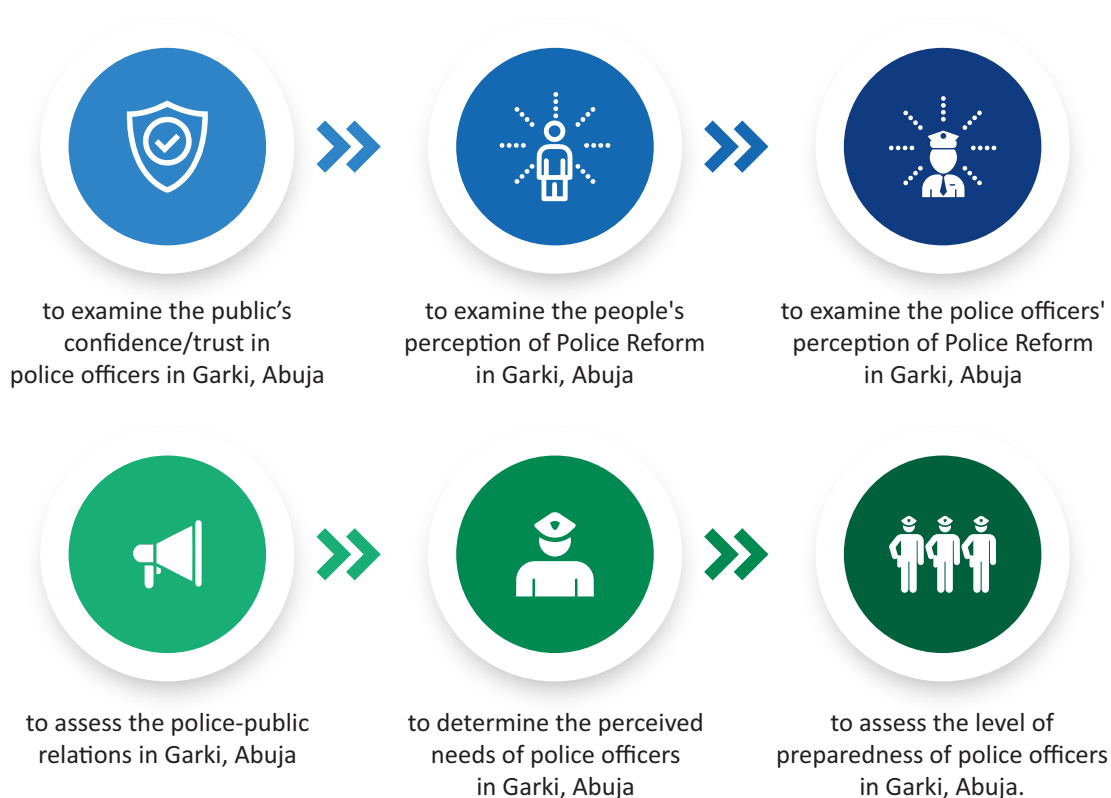 to examine the public’s
confidence/trust in
police officers in Garki, Abuja
to examine the people's
perception of Police Reform
in Garki, Abuja
to examine the police officers'
perception of Police Reform
in Garki, Abuja
to assess the police-public
relations in Garki, Abuja
to determine the perceived
needs of police officers
in Garki, Abuja
to assess the level of
preparedness of police officers
in Garki, Abuja.